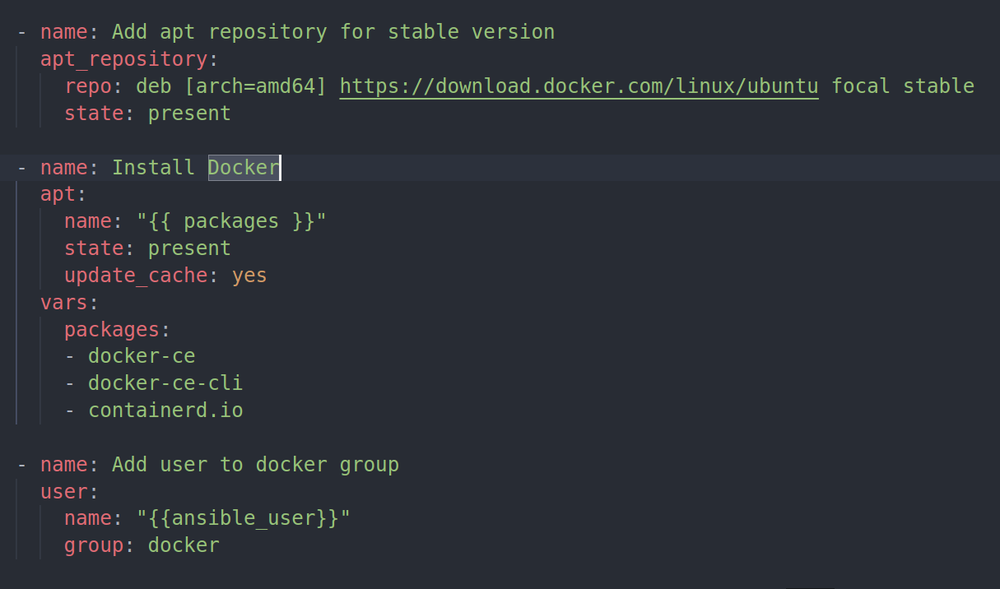 - name: Add apt repository for stable version
  apt_repository:
    repo: deb [arch=amd64] https://download.docker.com/linux/ubuntu focal stable
    state: present

- name: Install Docker
  apt:
    name: "{{ packages }}"
    state: present
    update_cache: yes
  vars:
    packages:
    - docker-ce
    - docker-ce-cli
    - containerd.io

- name: Add user to docker group
  user:
    name: "{{ansible_user}}"
    group: docker